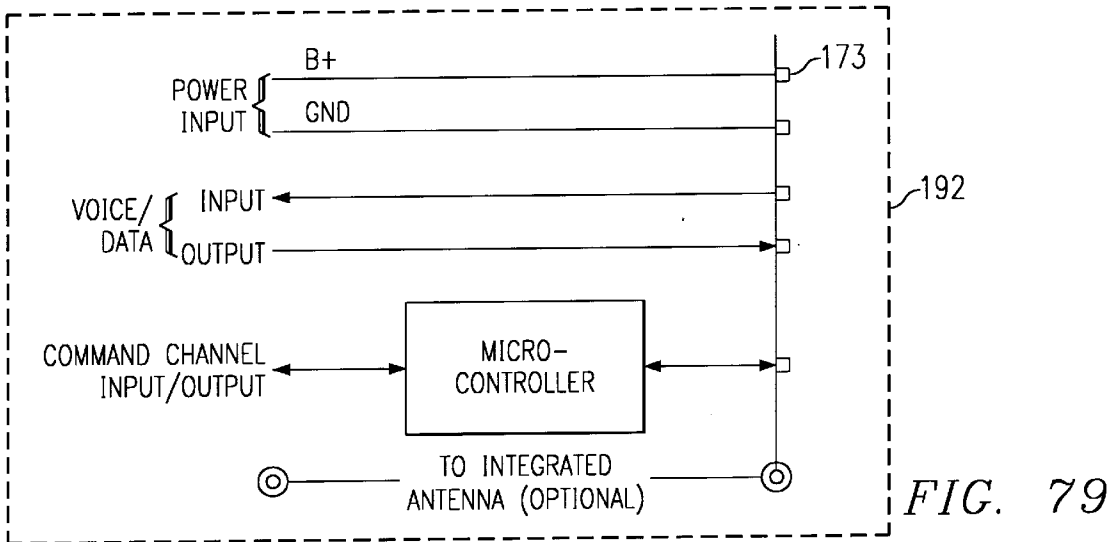 B+
173
POWER
INPUT
GND
192
VOICE/
DATA
INPUT
OUTPUT
COMMAND CHANNEL
INPUT/OUTPUT
MICRO-
CONTROLLER
TO INTEGRATED
ANTENNA (OPTIONAL)
FIG. 79